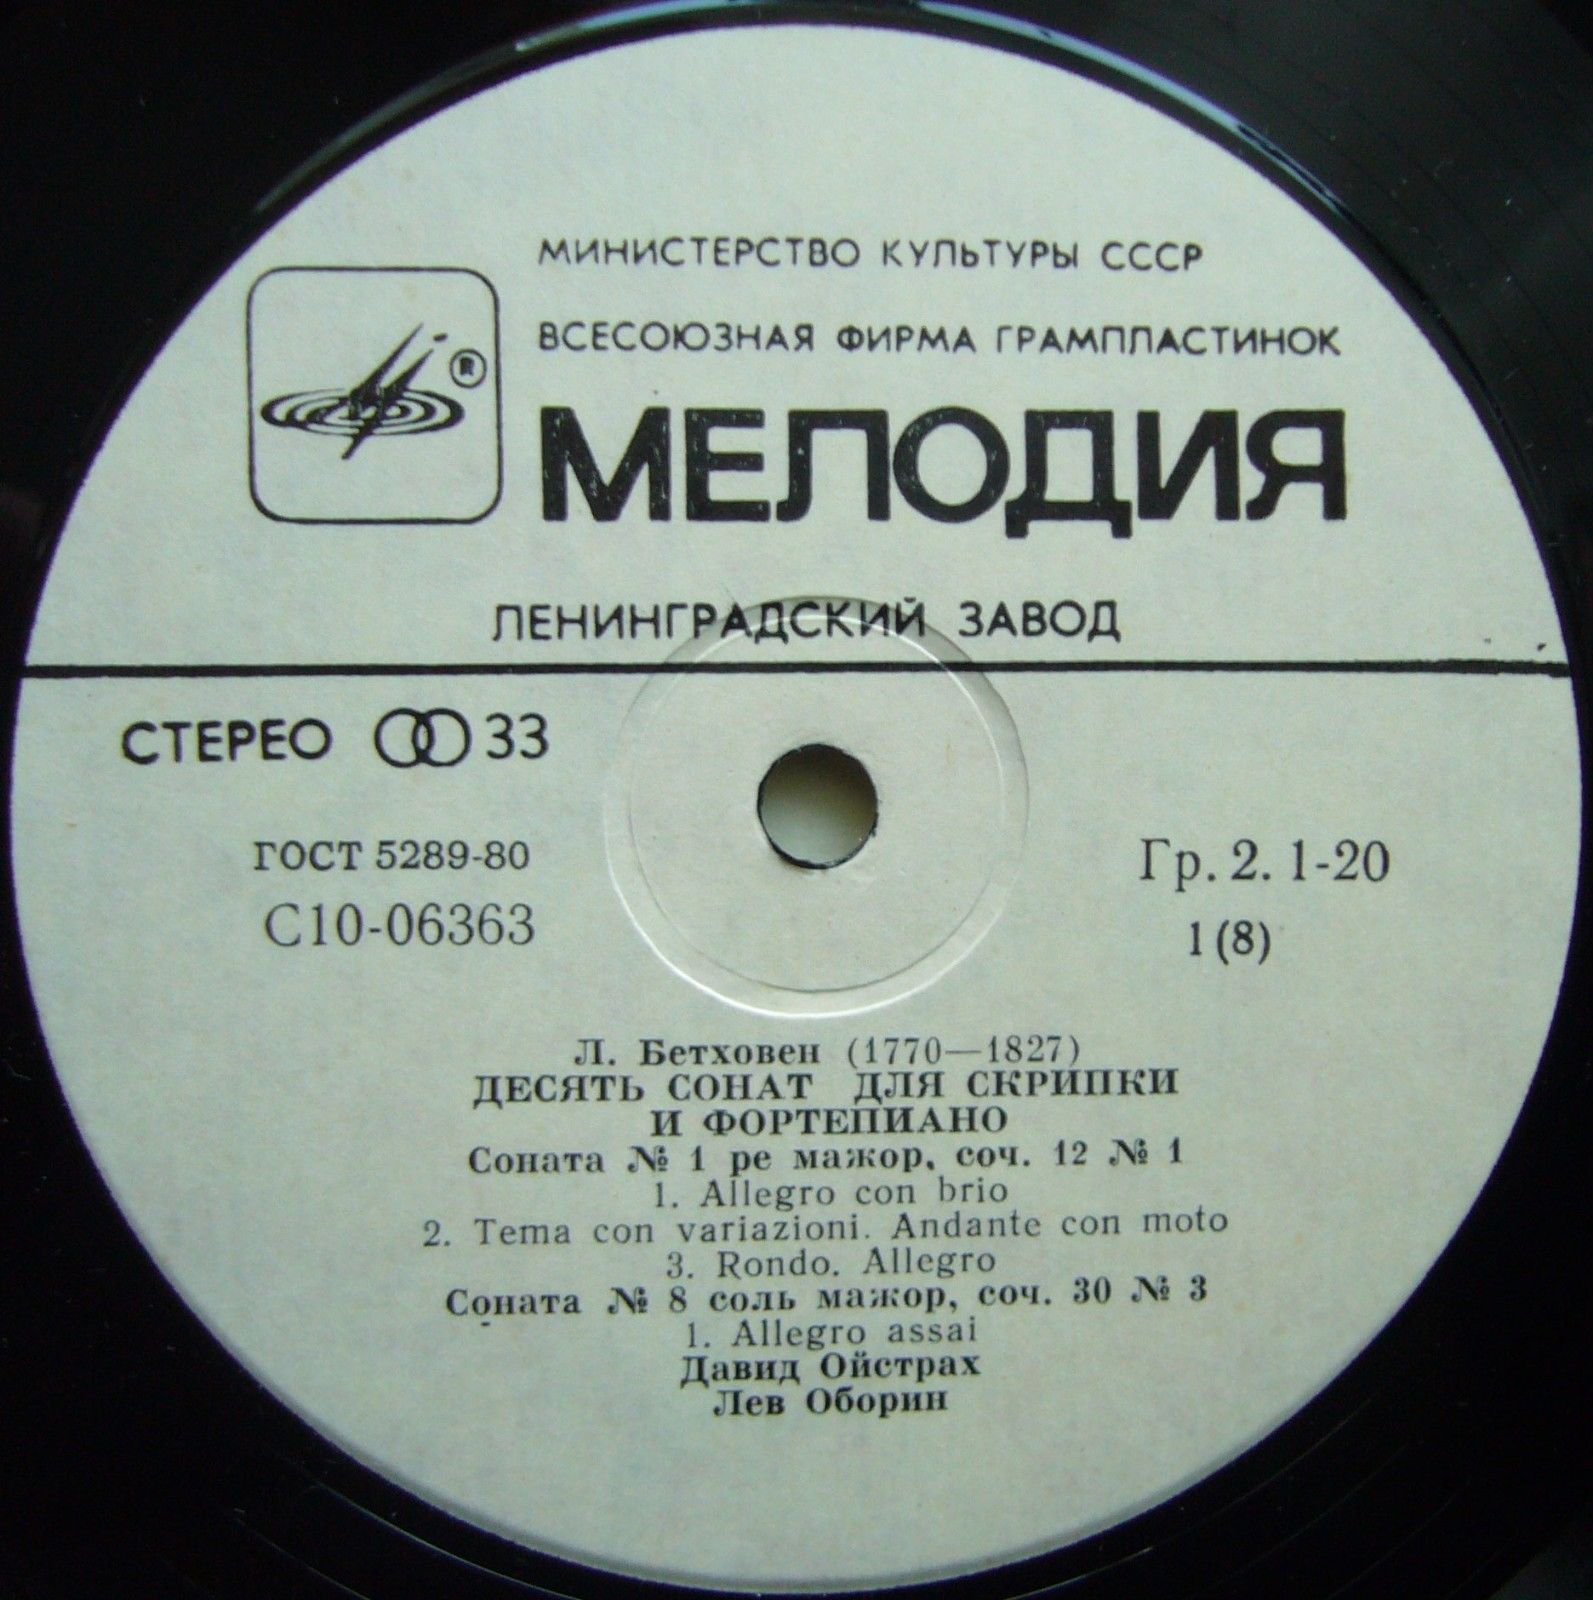 МИНИСТЕРСТВО КУЛЬТУРЫ СССР
ВСЕСОЮЗНАЯ ФИРМА ГРАМПЛАСТИНОК
®
МЕЛОДИЯ
ЛЕНИНГРАДСКИЙ ЗАВОД
СТЕРЕО 33
ГОСТ 5289-80
Гр. 2. 1-20
С10-06363
1 (8)
Л. Бетховен (1770—1827)
ДЕСЯТЬ СОНАТ ДЛЯ СКРИПКИ
И ФОРТЕПИАНО
Соната № 1 ре мажор, соч. 12 № 1
1. Allegro con brio
2. Tema con variazioni. Andante con moto
3. Rondo. Allegro
Соната № 8 соль мажор, соч. 30 № 3
1. Allegro assai
Давид Ойстрах
Лев Оборин